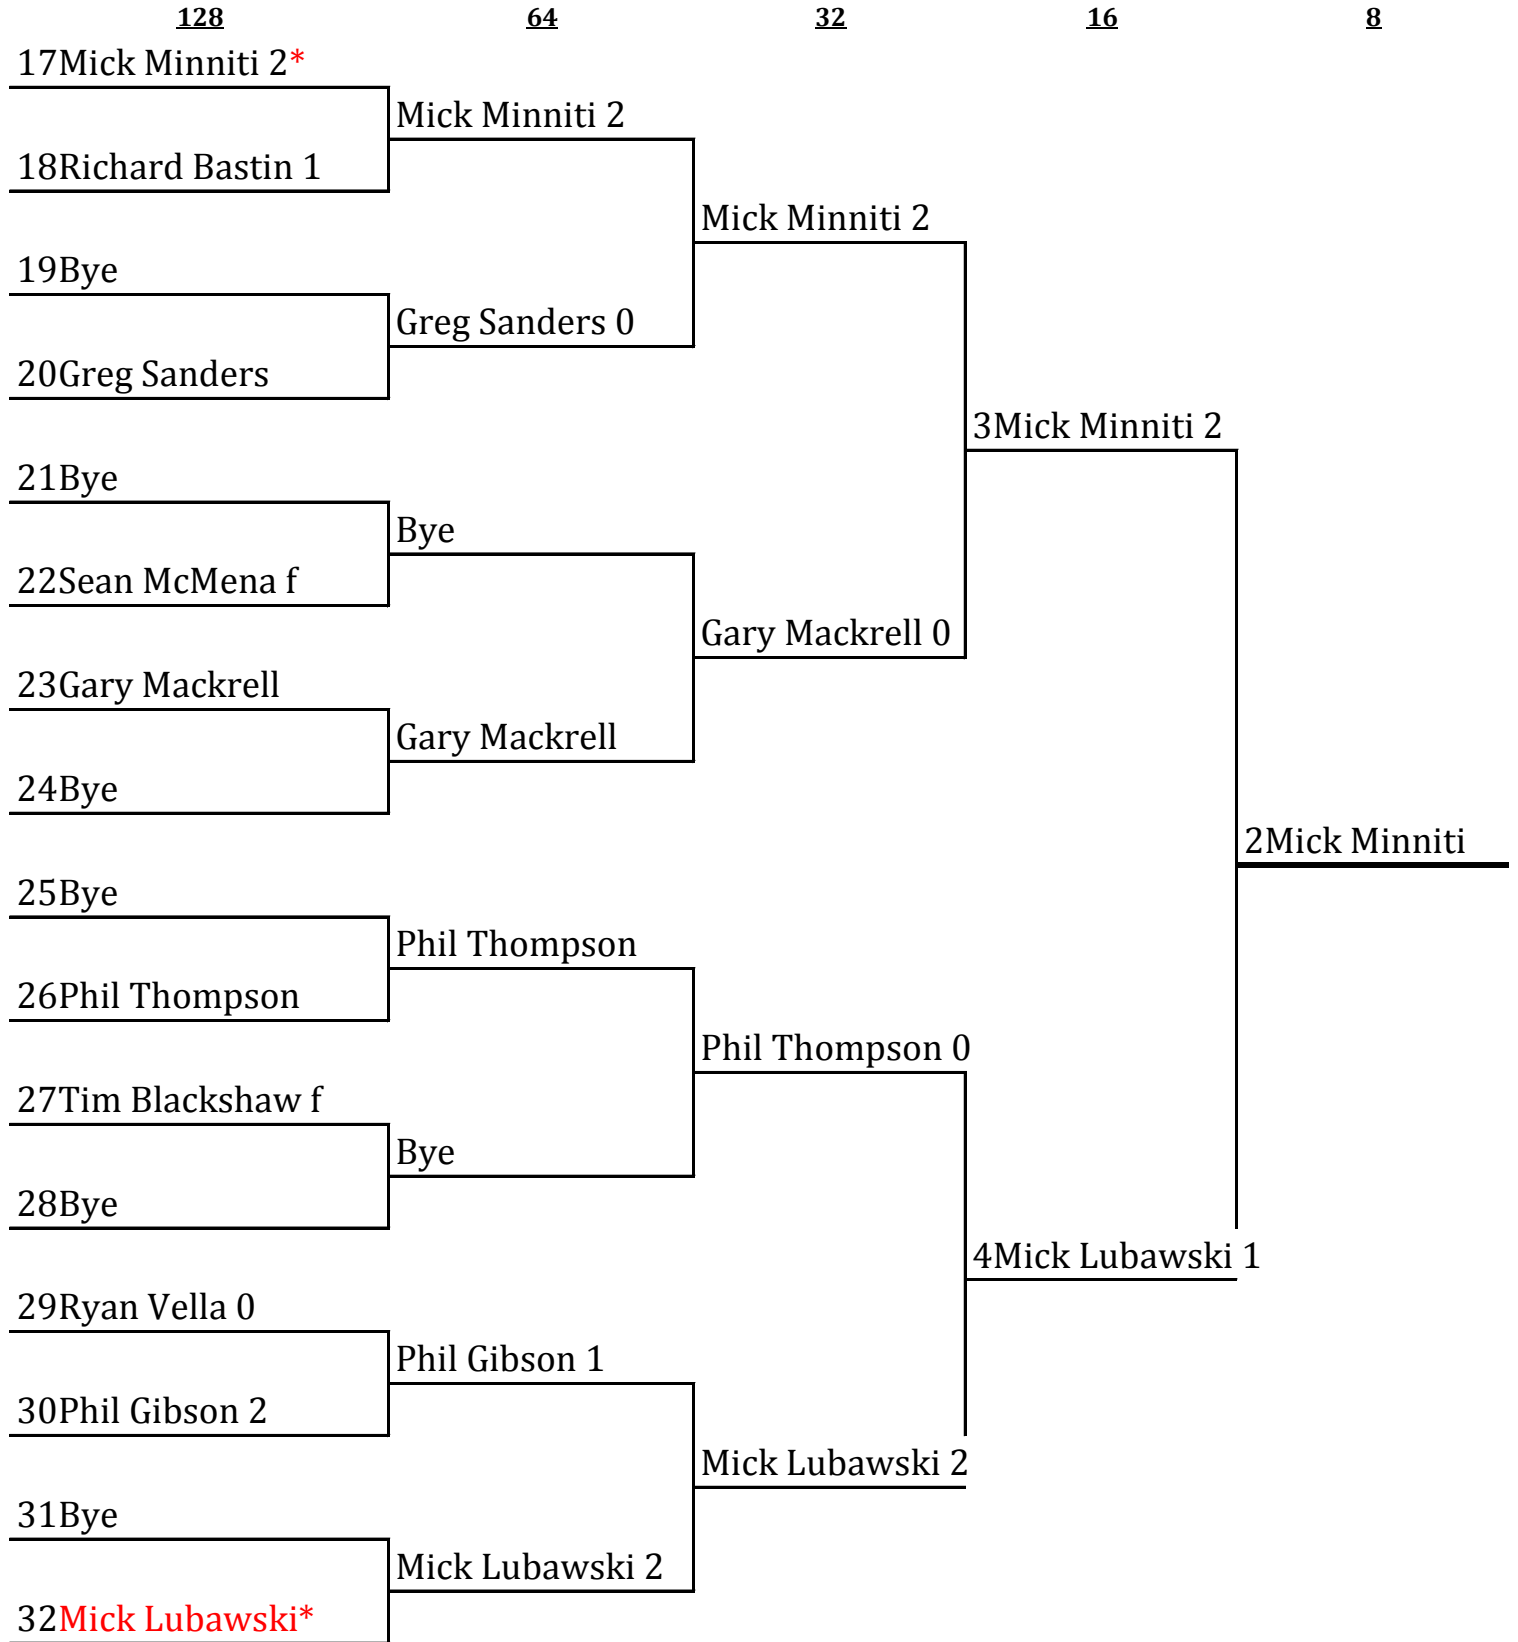 128 64 32 16 8
17Mick Minniti 2*
Mick Minniti 2
18Richard Bastin 1
Mick Minniti 2
19Bye
Greg Sanders 0
20Greg Sanders
3Mick Minniti 2
21Bye
Bye
22Sean McMena f
Gary Mackrell 0
23Gary Mackrell
Gary Mackrell
24Bye
2Mick Minniti
25Bye
Phil Thompson
26Phil Thompson
Phil Thompson 0
27Tim Blackshaw f
Bye
28Bye
4Mick Lubawski 1
29Ryan Vella 0
Phil Gibson 1
30Phil Gibson 2
Mick Lubawski 2
31Bye
Mick Lubawski 2
32Mick Lubawski*